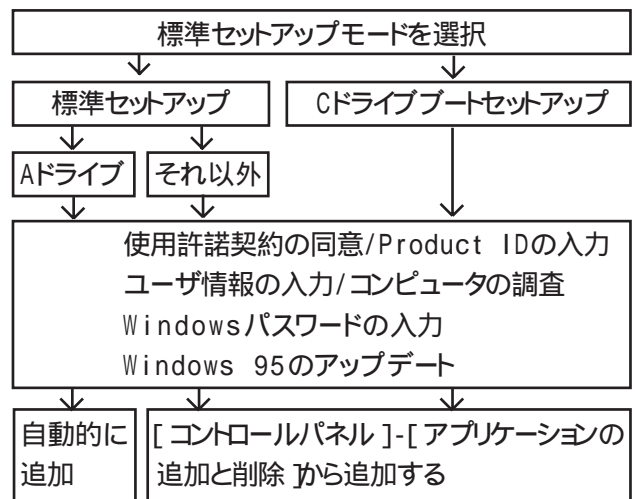 標準セットアップモードを選択
標準セットアップ
Cドライブブートセットアップ
Aドライブ
それ以外
使用許諾契約の同意/Product IDの入力
ユーザ情報の入力/コンピュータの調査
Windowsパスワードの入力
Windows 95のアップデート
自動的に
追加
[コントロールパネル]-[アプリケーションの
追加と削除]から追加する